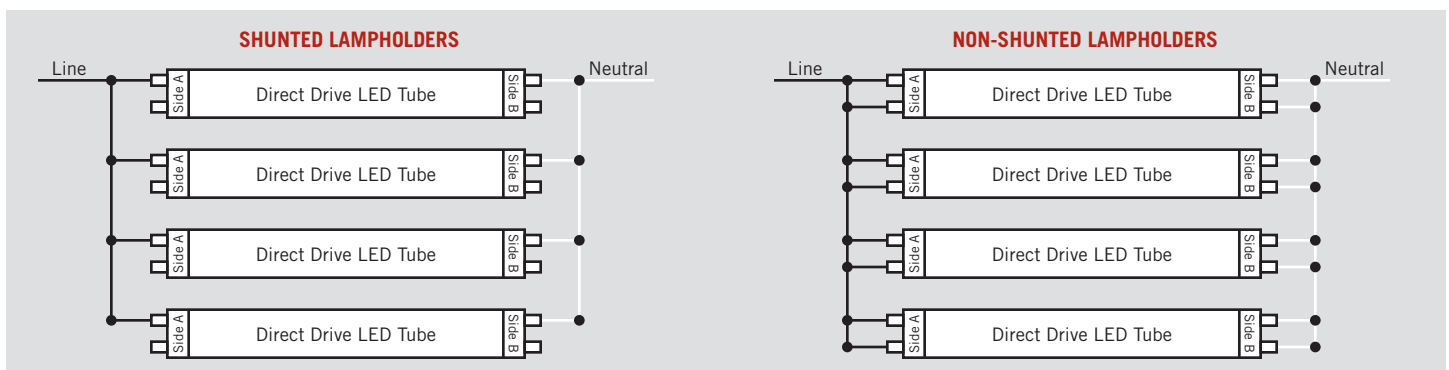 SHUNTED LAMPHOLDERS
Line
Neutral
Side A
Direct Drive LED Tube
Side B
Side A
Direct Drive LED Tube
Side B
Side A
Direct Drive LED Tube
Side B
Side A
Direct Drive LED Tube
Side B
NON-SHUNTED LAMPHOLDERS
Line
Neutral
Side A
Direct Drive LED Tube
Side B
Side A
Direct Drive LED Tube
Side B
Side A
Direct Drive LED Tube
Side B
Side A
Direct Drive LED Tube
Side B